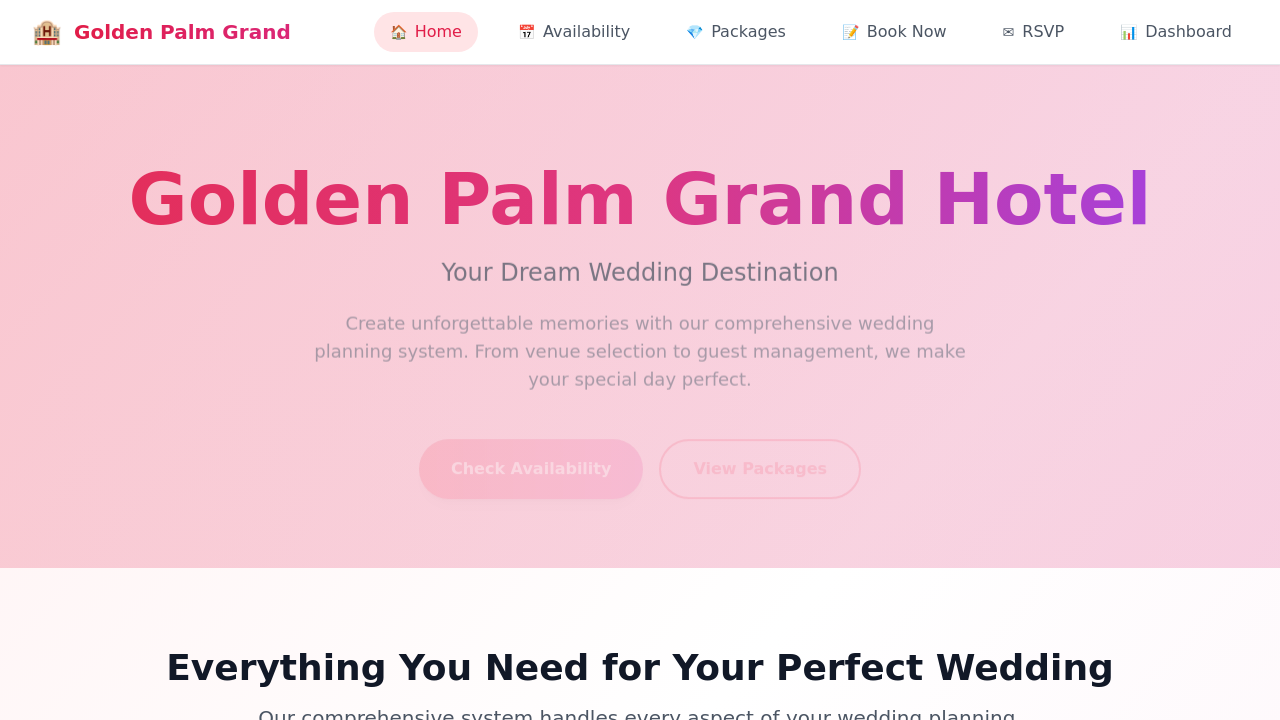 Golden Palm Grand
Home
Availability
Packages
Book Now
RSVP
Dashboard
Golden Palm Grand Hotel
Your Dream Wedding Destination
Create unforgettable memories with our comprehensive wedding
planning system. From venue selection to guest management, we make
your special day perfect.
Check Availability
View Packages
Everything You Need for Your Perfect Wedding
Our comprehensive system handles every aspect of your wedding planning